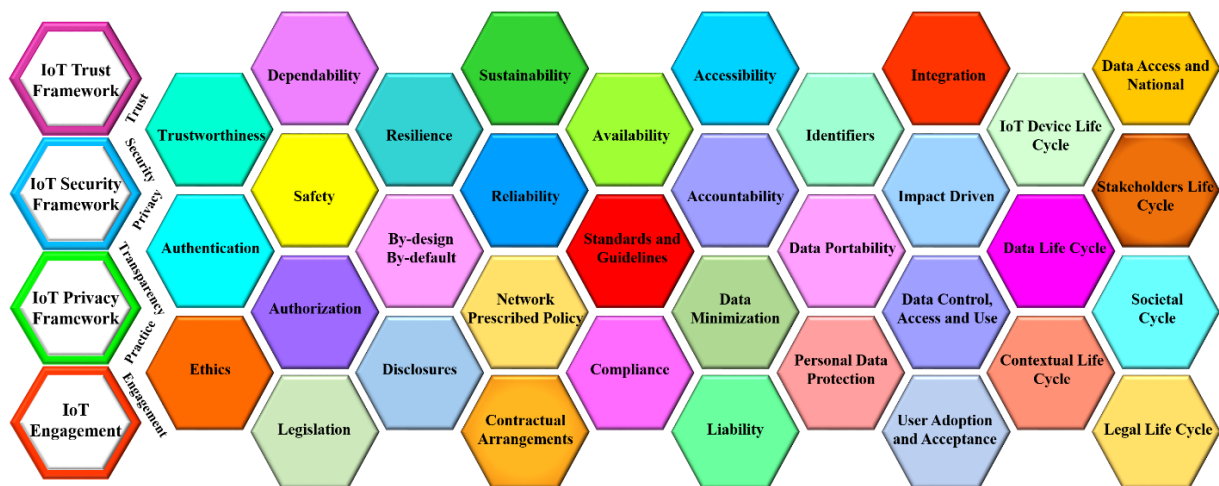 IoT Trust
Framework
IoT Security
Framework
IoT Privacy
Framework
IoT
Engagement
Trust
Security
Privacy
Transparency
Practice
Engagement
Trustworthiness
Authentication
Ethics
Dependability
Safety
Authorization
Legislation
Resilience
By-design
By-default
Disclosures
Sustainability
Reliability
Network
Prescribed Policy
Contractual
Arrangements
Availability
Standards and
Guidelines
Compliance
Accessibility
Accountability
Data
Minimization
Liability
Identifiers
Data Portability
Personal Data
Protection
Integration
Impact Driven
Data Control,
Access and Use
User Adoption
and Acceptance
IoT Device Life
Cycle
Data Life Cycle
Contextual Life
Cycle
Data Access and
National
Stakeholders Life
Cycle
Societal
Cycle
Legal Life Cycle